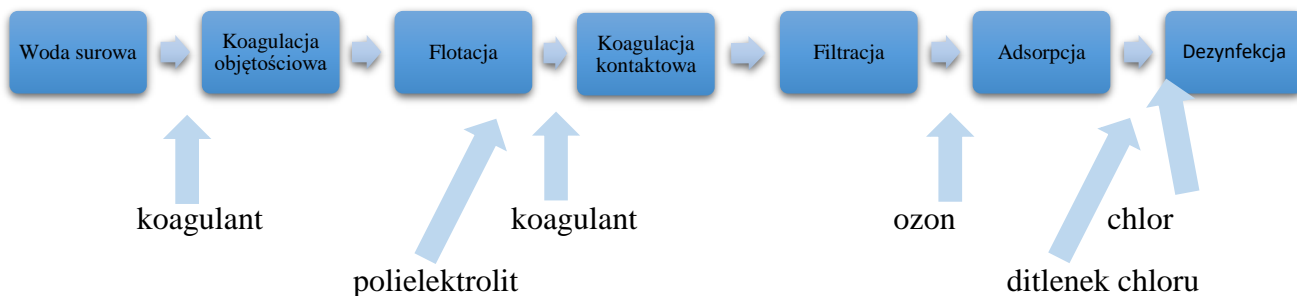 Woda surowa
Koagulacja
objętościowa
Flotacja
Koagulacja
kontaktowa
Filtracja
Adsorpcja
Dezynfekcja
koagulant
koagulant
ozon
chlor
polielektrolit
ditlenek chloru